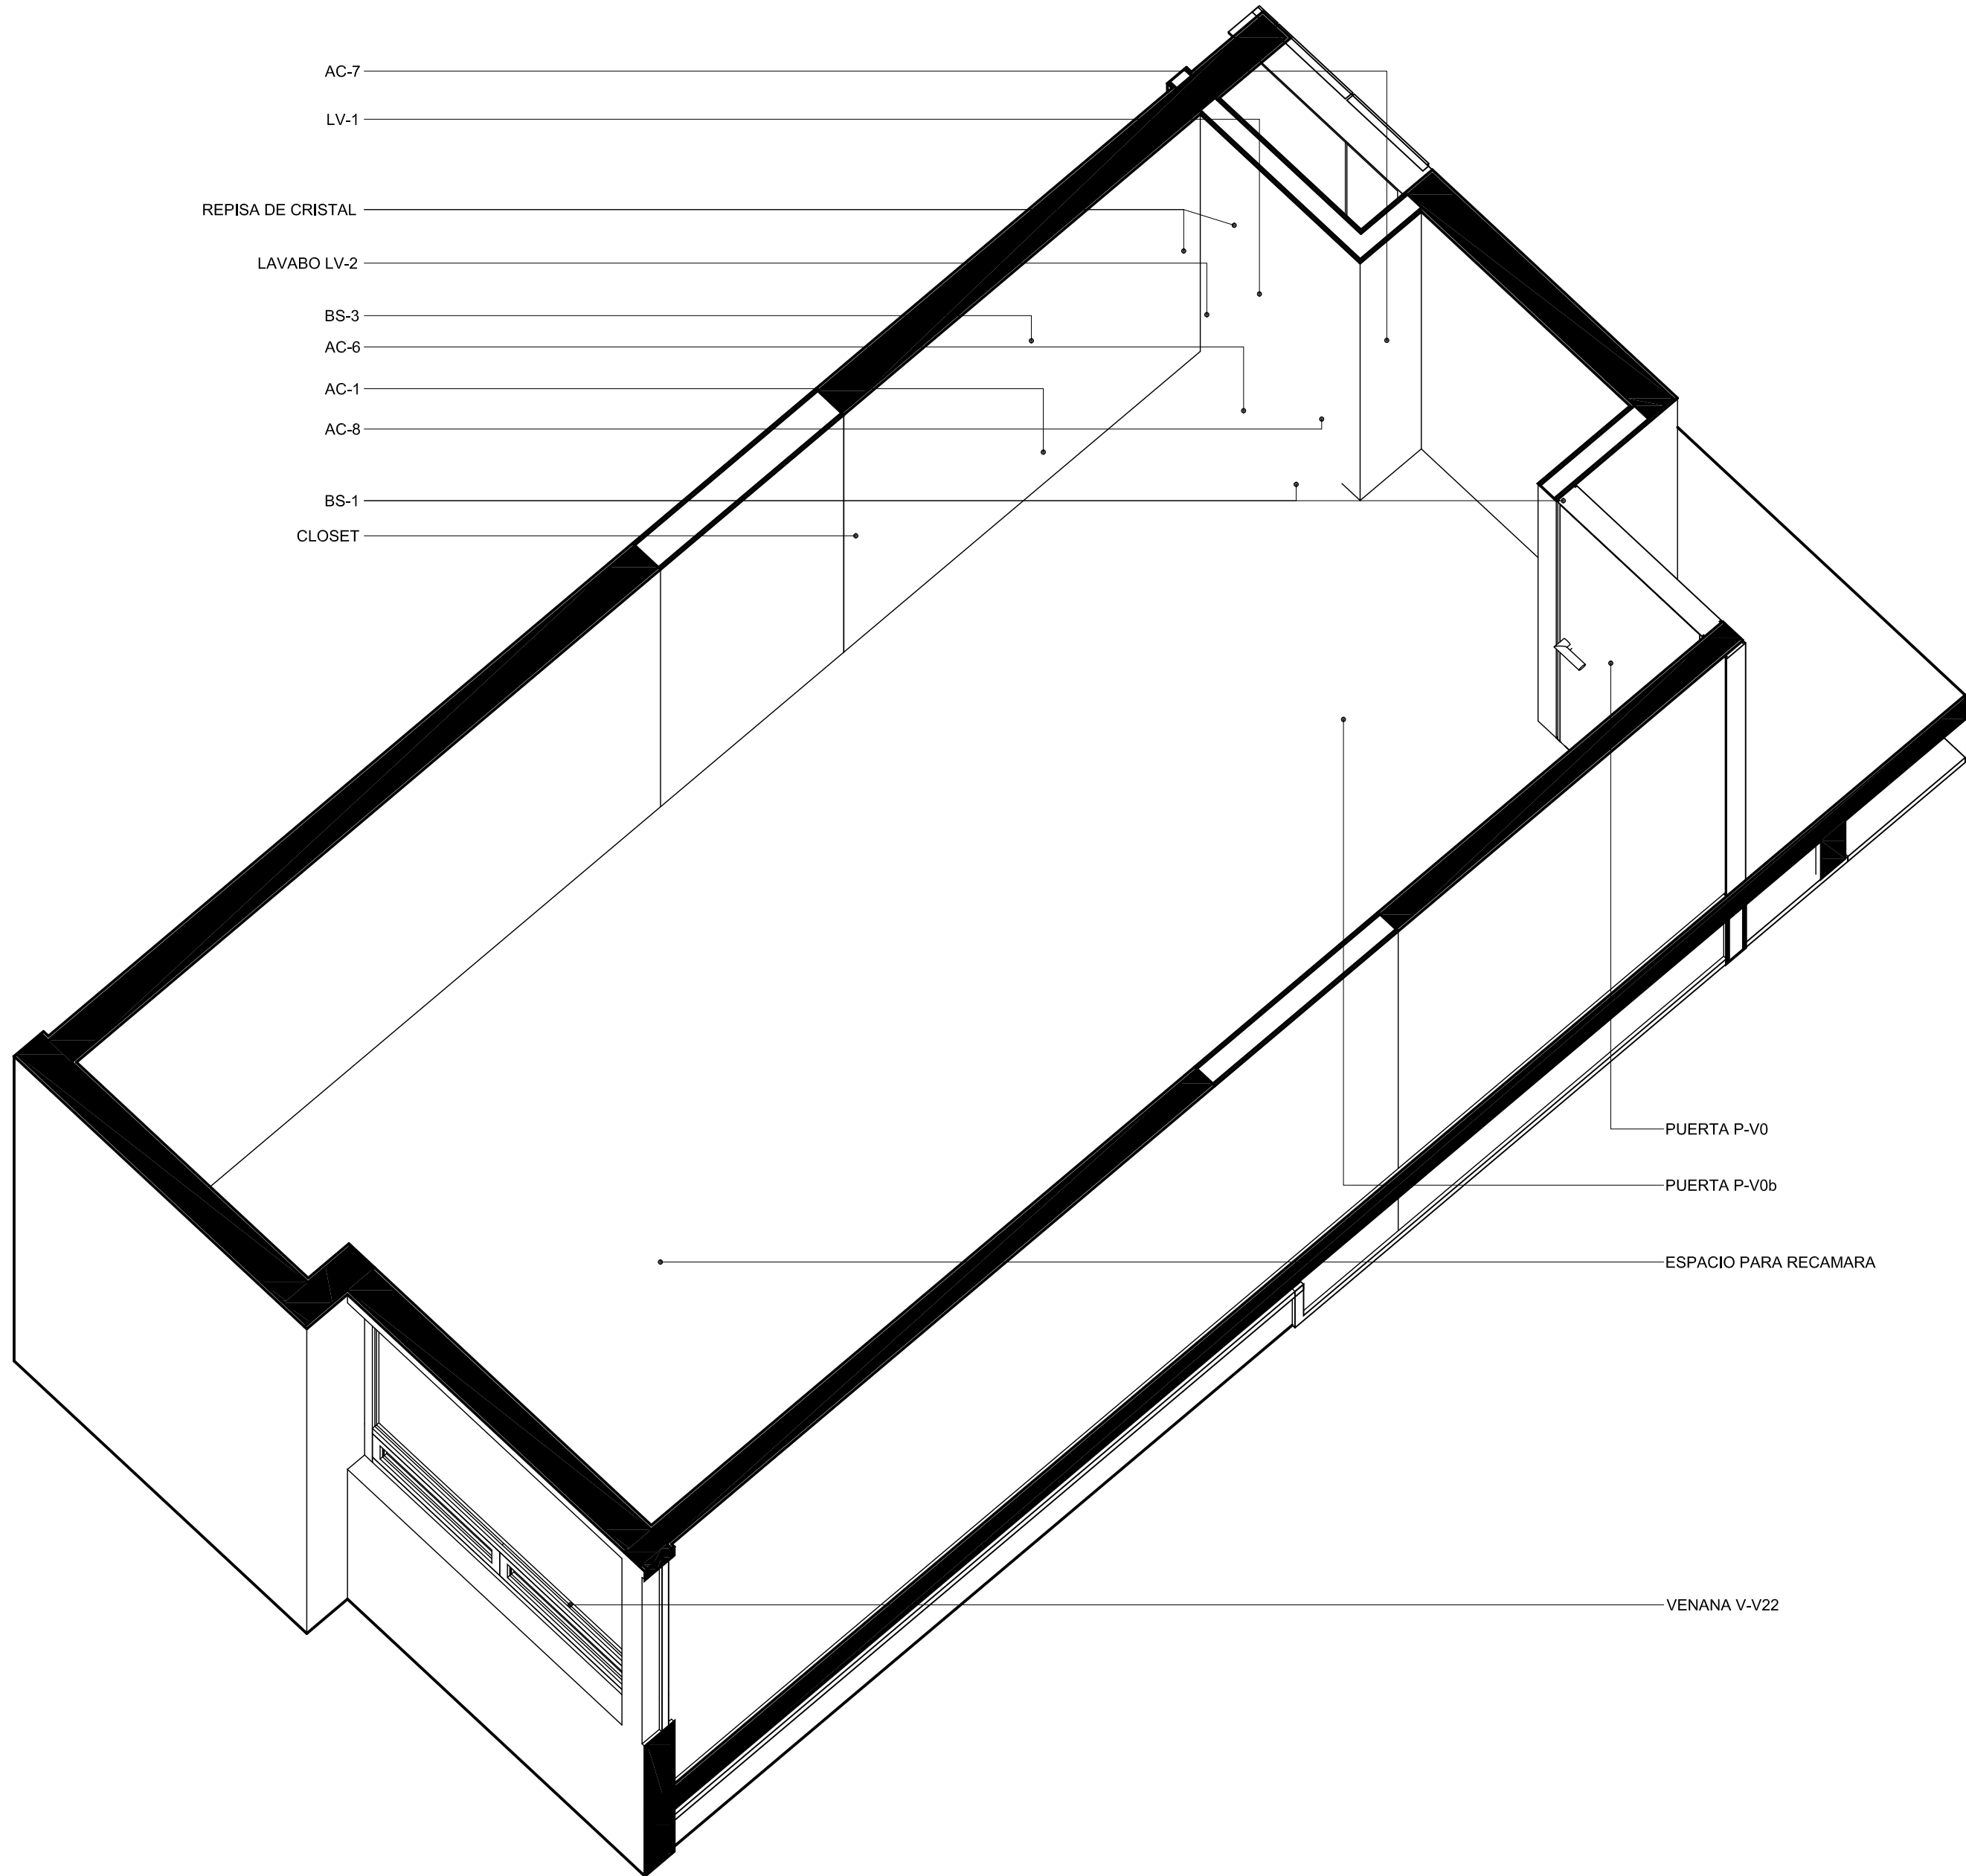 AC-7
LV-1
REPISA DE CRISTAL
LAVABO LV-2
BS-3
AC-6
AC-1
AC-8
BS-1
CLOSET
PUERTA P-V0
PUERTA P-V0b
ESPACIO PARA RECAMARA
VENANA V-V22